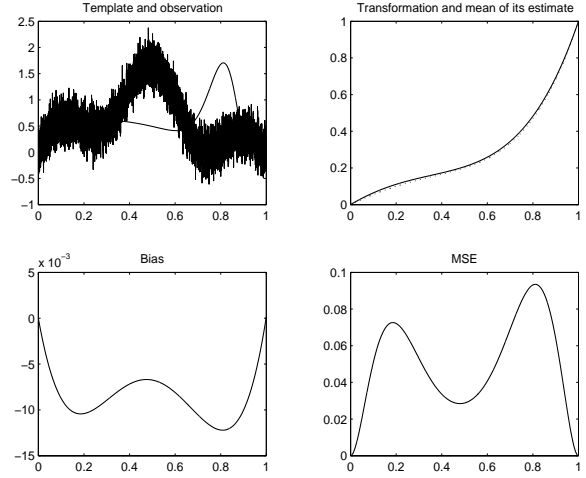 Template and observation
2.5
2
1.5
1
0.5
0
−0.5
−1
0 0.2 0.4 0.6 0.8 1
Transformation and mean of its estimate
1
0.8
0.6
0.4
0.2
0
0 0.2 0.4 0.6 0.8 1
x 10−3
Bias
5
0
−5
−10
−15
0 0.2 0.4 0.6 0.8 1
MSE
0.1
0.08
0.06
0.04
0.02
0
0 0.2 0.4 0.6 0.8 1